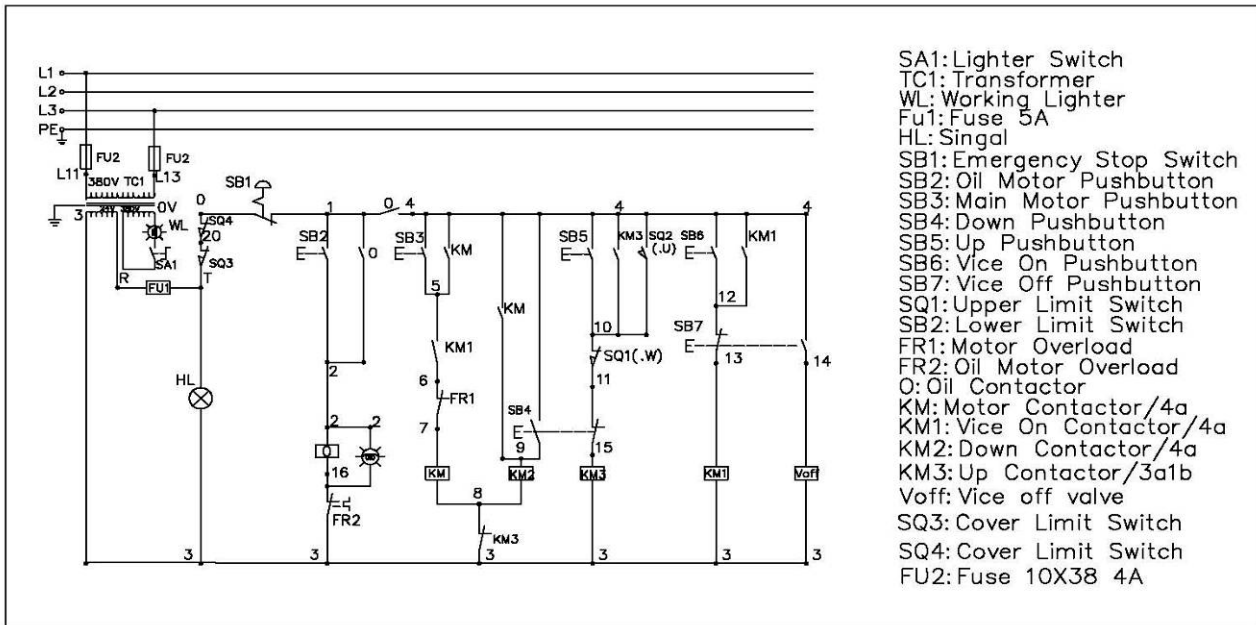 L1
L2
L3
PE
FU2
FU2
L11
380V TC1
L13
3
24V
0V
WL
SA1
R
FU1
0
SQ4
20
SQ3
T
HL
SB1
1
0
4
4
4
SB2
0
SB3
KM
SB5
KM3
SQ2
(.U)
SB6
KM1
5
KM
10
12
SB7
KM1
SQ1(.W)
13
14
2
6
11
FR1
SB4
2
2
7
9
15
0
16
KM
KM2
KM3
KM1
Voff
8
FR2
KM3
3
3
3
3
3
3
SA1: Lighter Switch
TC1: Transformer
WL: Working Lighter
Fu1: Fuse 5A
HL: Singal
SB1: Emergency Stop Switch
SB2: Oil Motor Pushbutton
SB3: Main Motor Pushbutton
SB4: Down Pushbutton
SB5: Up Pushbutton
SB6: Vice On Pushbutton
SB7: Vice Off Pushbutton
SQ1: Upper Limit Switch
SB2: Lower Limit Switch
FR1: Motor Overload
FR2: Oil Motor Overload
O: Oil Contactor
KM: Motor Contactor/4a
KM1: Vice On Contactor/4a
KM2: Down Contactor/4a
KM3: Up Contactor/3a1b
Voff: Vice off valve
SQ3: Cover Limit Switch
SQ4: Cover Limit Switch
FU2: Fuse 10X38 4A